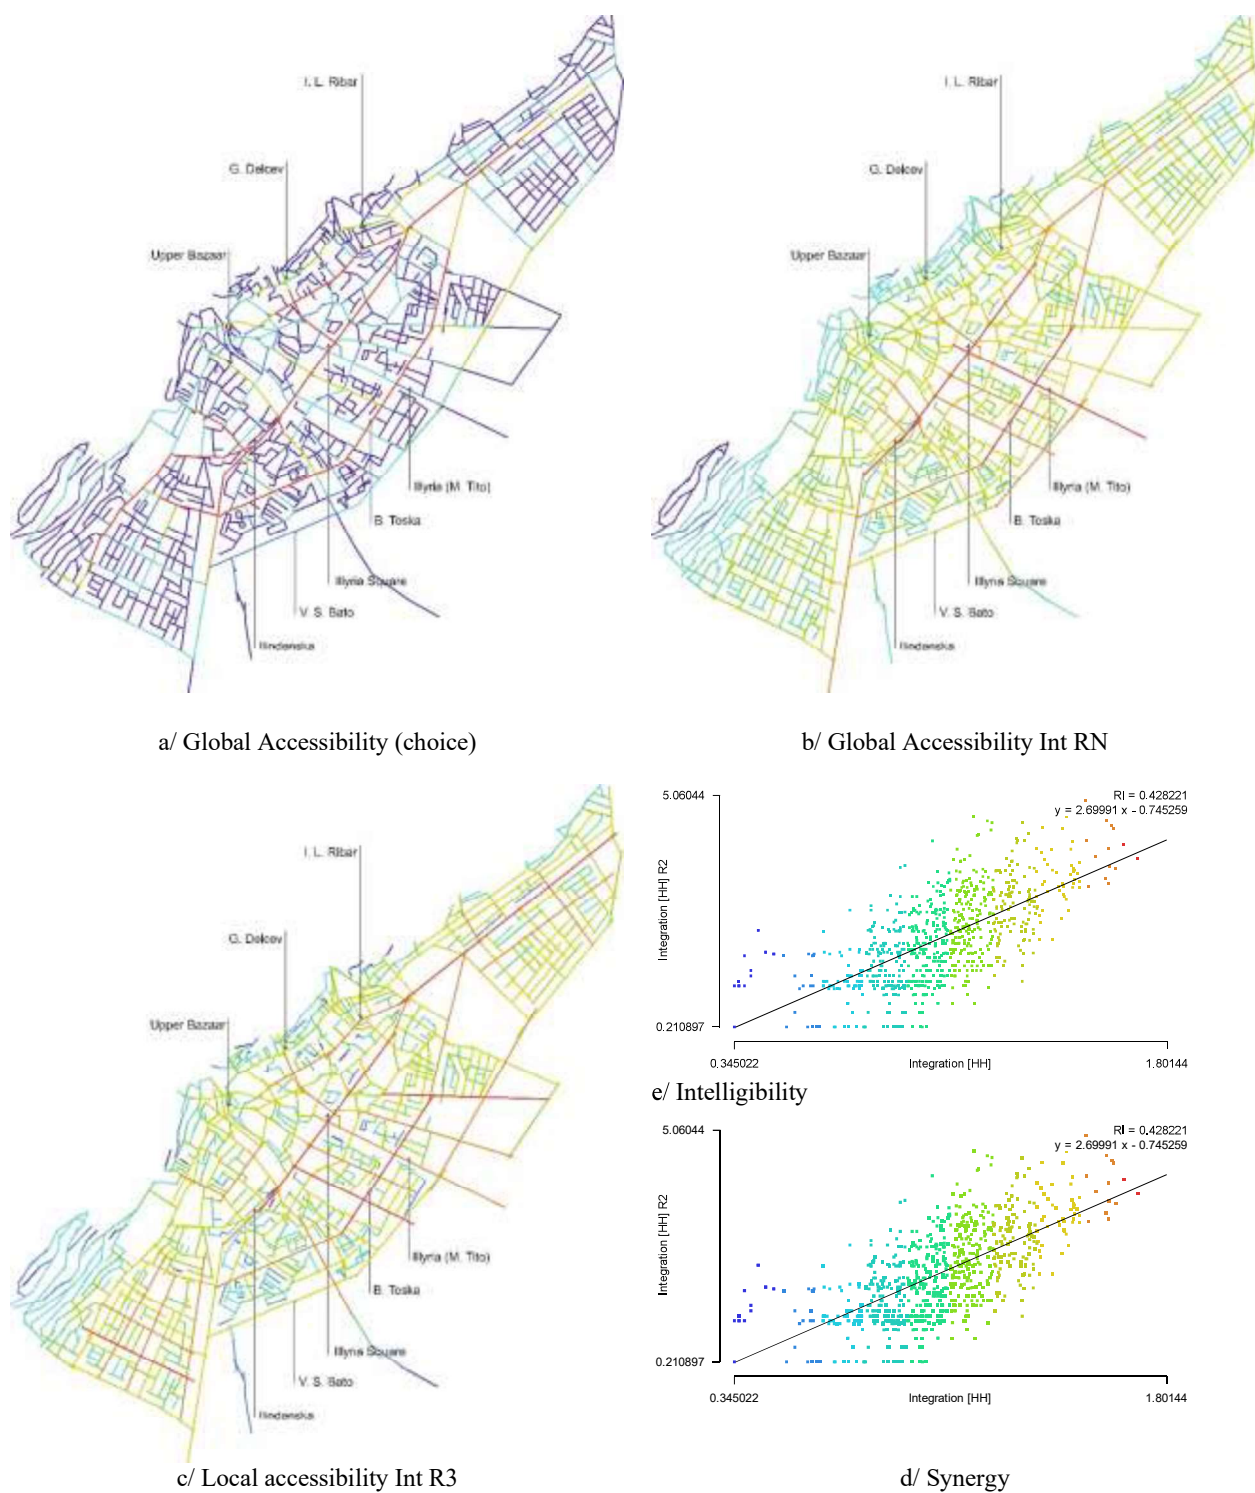 I. L. Ribar
G. Delcev
Upper Bazaar
Illyria (M. Tito)
B. Toska
Illyria Square
V. S. Bato
Ilindenska
a/ Global Accessibility (choice)
I. L. Ribar
G. Delcev
Upper Bazaar
Illyria (M. Tito)
B. Toska
Illyria Square
V. S. Bato
Ilindenska
b/ Global Accessibility Int RN
I. L. Ribar
G. Delcev
Upper Bazaar
Illyria (M. Tito)
B. Toska
Illyria Square
V. S. Bato
Ilindenska
c/ Local accessibility Int R3
5.06044
RI = 0.428221
y = 2.69991 x - 0.745259
Integration [HH] R2
0.210897
0.345022
Integration [HH]
1.80144
e/ Intelligibility
5.06044
RI = 0.428221
y = 2.69991 x - 0.745259
Integration [HH] R2
0.210897
0.345022
Integration [HH]
1.80144
d/ Synergy